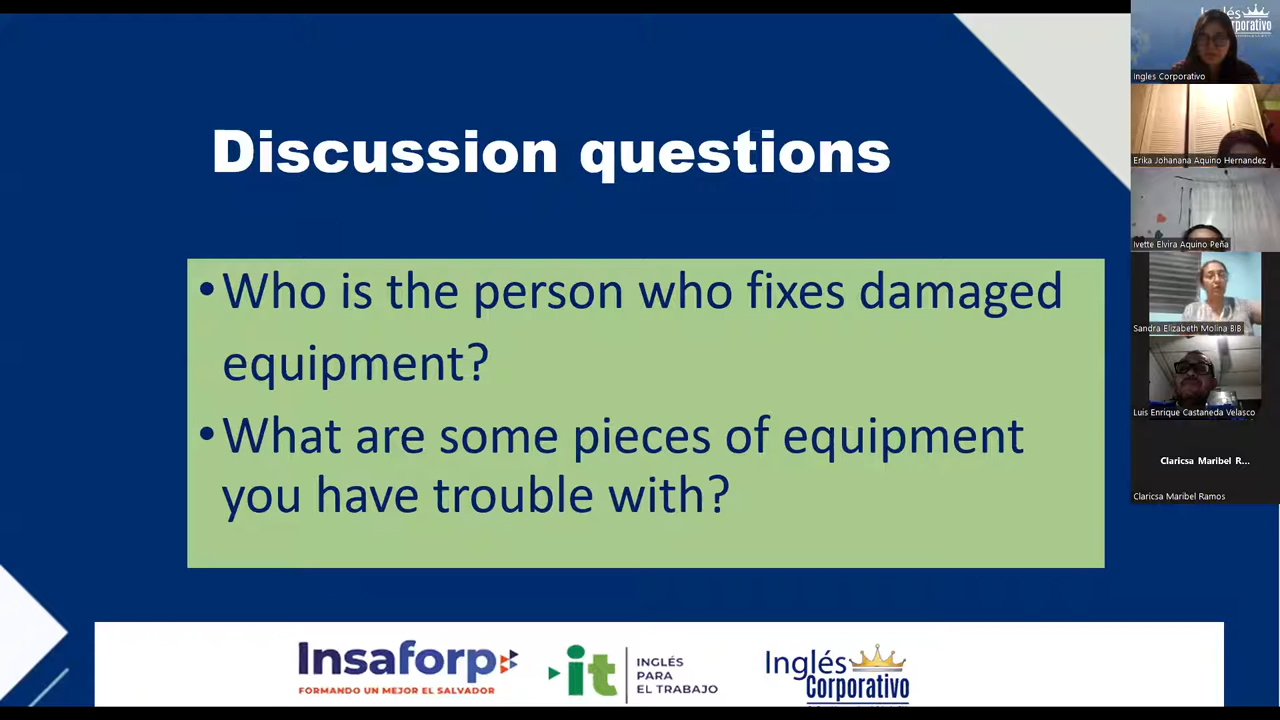 Discussion questions
•Who is the person who fixes damaged
equipment?
•What are some pieces of equipment
you have trouble with?
Insaforp
FORMANDO UN MEJOR EL SALVADOR
it
INGLÉS
PARA
EL TRABAJO
Inglés
Corporativo
Ingles Corporativo
Erika Johanana Aquino Hernandez
Ivette Elvira Aquino Peña
Sandra Elizabeth Molina BIB
Luis Enrique Castaneda Velasco
Claricsa Maribel R...
Claricsa Maribel Ramos